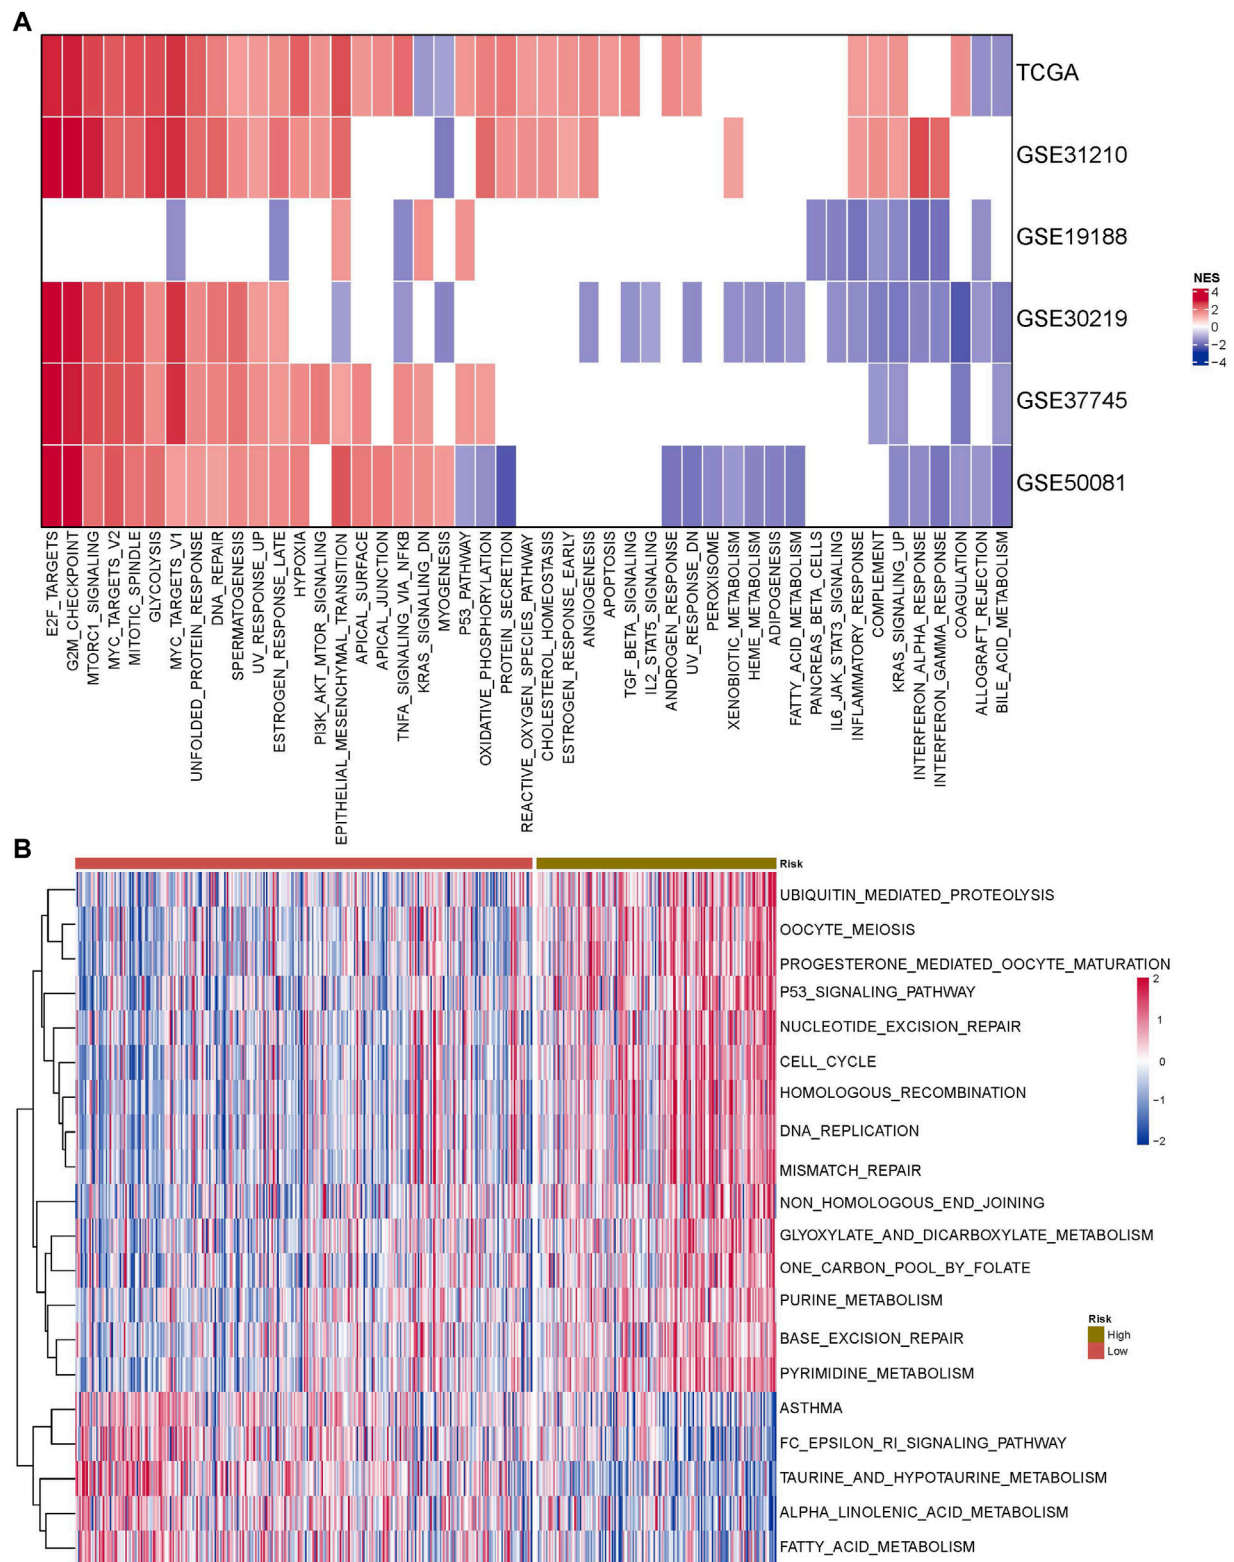 A
TCGA
GSE31210
GSE19188
GSE30219
GSE37745
GSE50081
NES
4
2
0
−2
−4
E2F_TARGETS
G2M_CHECKPOINT
MTORC1_SIGNALING
MYC_TARGETS_V2
MITOTIC_SPINDLE
GLYCOLYSIS
MYC_TARGETS_V1
UNFOLDED_PROTEIN_RESPONSE
DNA_REPAIR
SPERMATOGENESIS
UV_RESPONSE_UP
ESTROGEN_RESPONSE_LATE
HYPOXIA
PI3K_AKT_MTOR_SIGNALING
EPITHELIAL_MESENCHYMAL_TRANSITION
APICAL_SURFACE
APICAL_JUNCTION
TNFA_SIGNALING_VIA_NFKB
KRAS_SIGNALING_DN
MYOGENESIS
P53_PATHWAY
OXIDATIVE_PHOSPHORYLATION
PROTEIN_SECRETION
REACTIVE_OXYGEN_SPECIES_PATHWAY
CHOLESTEROL_HOMEOSTASIS
ESTROGEN_RESPONSE_EARLY
ANGIOGENESIS
APOPTOSIS
TGF_BETA_SIGNALING
IL2_STAT5_SIGNALING
ANDROGEN_RESPONSE
UV_RESPONSE_DN
PEROXISOME
XENOBIOTIC_METABOLISM
HEME_METABOLISM
ADIPOGENESIS
FATTY_ACID_METABOLISM
PANCREAS_BETA_CELLS
IL6_JAK_STAT3_SIGNALING
INFLAMMATORY_RESPONSE
COMPLEMENT
KRAS_SIGNALING_UP
INTERFERON_ALPHA_RESPONSE
INTERFERON_GAMMA_RESPONSE
COAGULATION
ALLOGRAFT_REJECTION
BILE_ACID_METABOLISM
B
Risk
UBIQUITIN_MEDIATED_PROTEOLYSIS
OOCYTE_MEIOSIS
PROGESTERONE_MEDIATED_OOCYTE_MATURATION
P53_SIGNALING_PATHWAY
NUCLEOTIDE_EXCISION_REPAIR
CELL_CYCLE
HOMOLOGOUS_RECOMBINATION
DNA_REPLICATION
MISMATCH_REPAIR
NON_HOMOLOGOUS_END_JOINING
GLYOXYLATE_AND_DICARBOXYLATE_METABOLISM
ONE_CARBON_POOL_BY_FOLATE
PURINE_METABOLISM
BASE_EXCISION_REPAIR
PYRIMIDINE_METABOLISM
ASTHMA
FC_EPSILON_RI_SIGNALING_PATHWAY
TAURINE_AND_HYPOTAURINE_METABOLISM
ALPHA_LINOLENIC_ACID_METABOLISM
FATTY_ACID_METABOLISM
2
1
0
−1
−2
Risk
High
Low